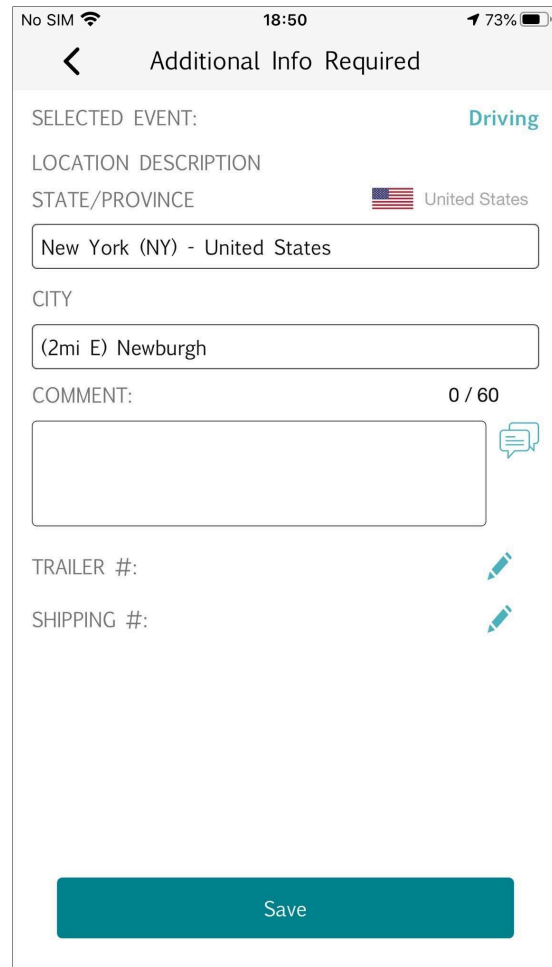 No SIM 18:50 73%
Additional Info Required
SELECTED EVENT: Driving
LOCATION DESCRIPTION
STATE/PROVINCE United States
New York (NY) - United States
CITY
(2mi E) Newburgh
COMMENT: 0 / 60
TRAILER #:
SHIPPING #:
Save